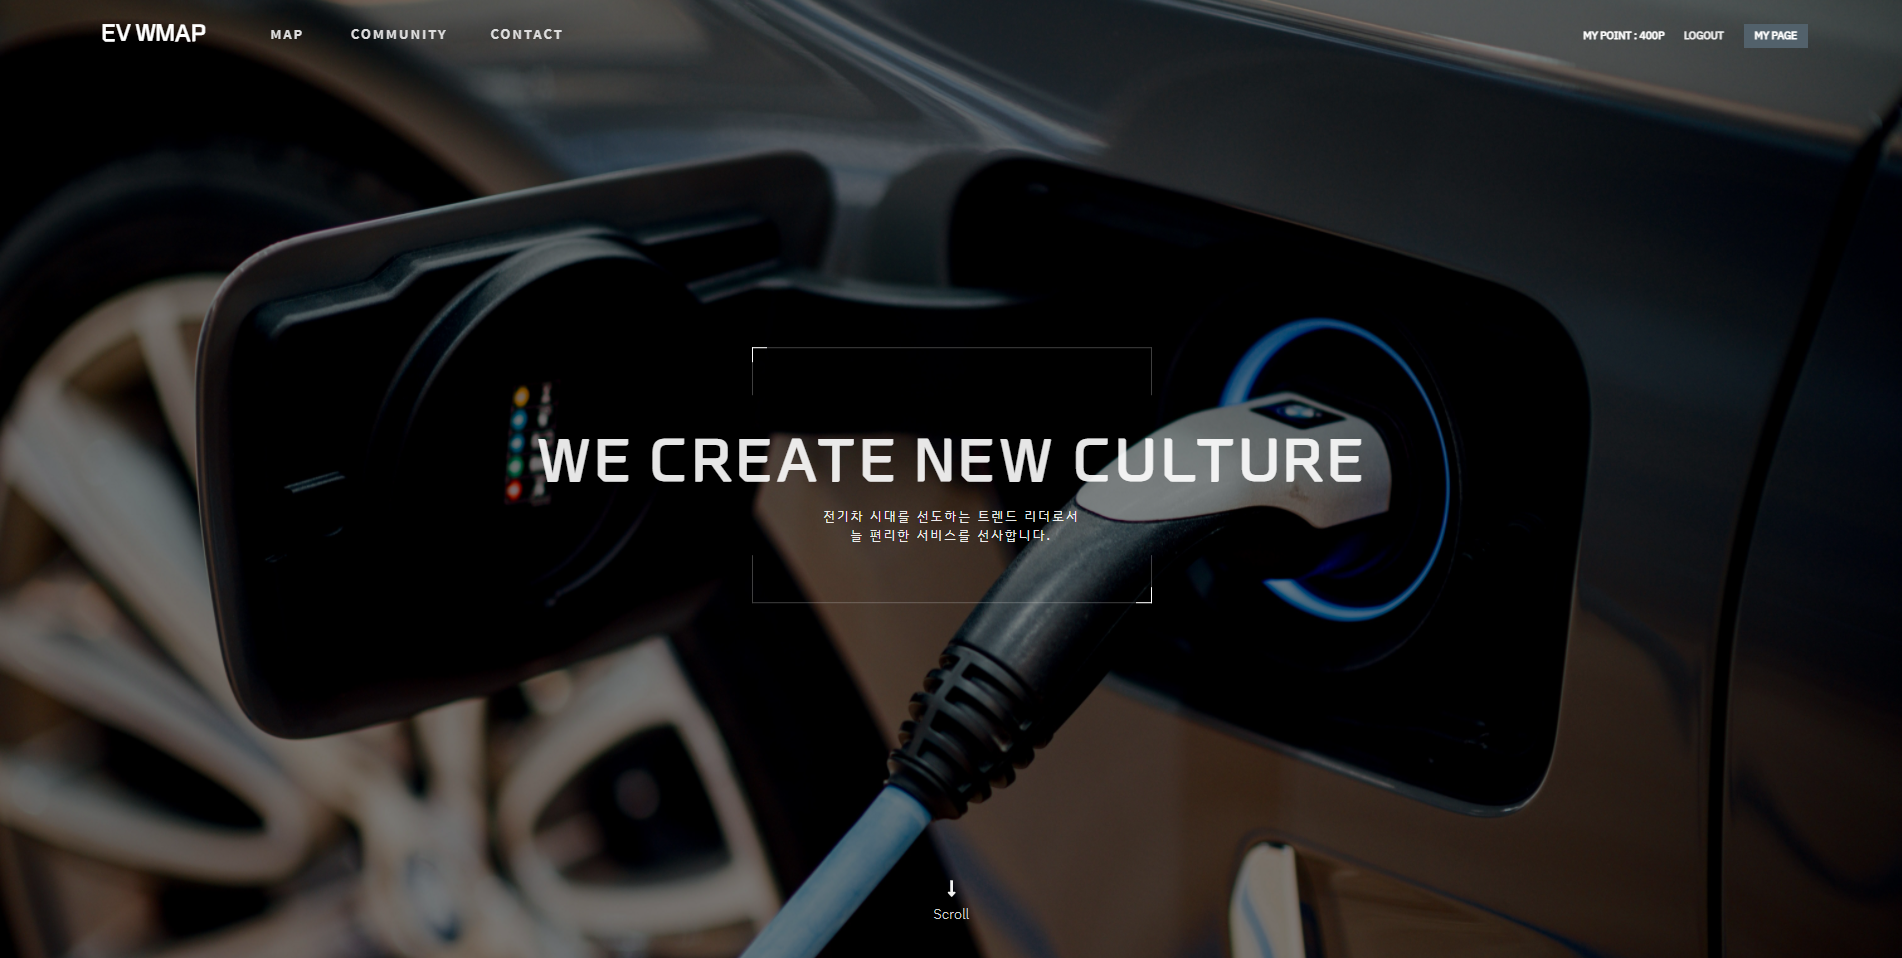 EV WMAP
MAP
COMMUNITY
CONTACT
MY POINT : 400P
LOGOUT
MY PAGE
WE CREATE NEW CULTURE
전기차 시대를 선도하는 트렌드 리더로서
늘 편리한 서비스를 선사합니다.
Scroll